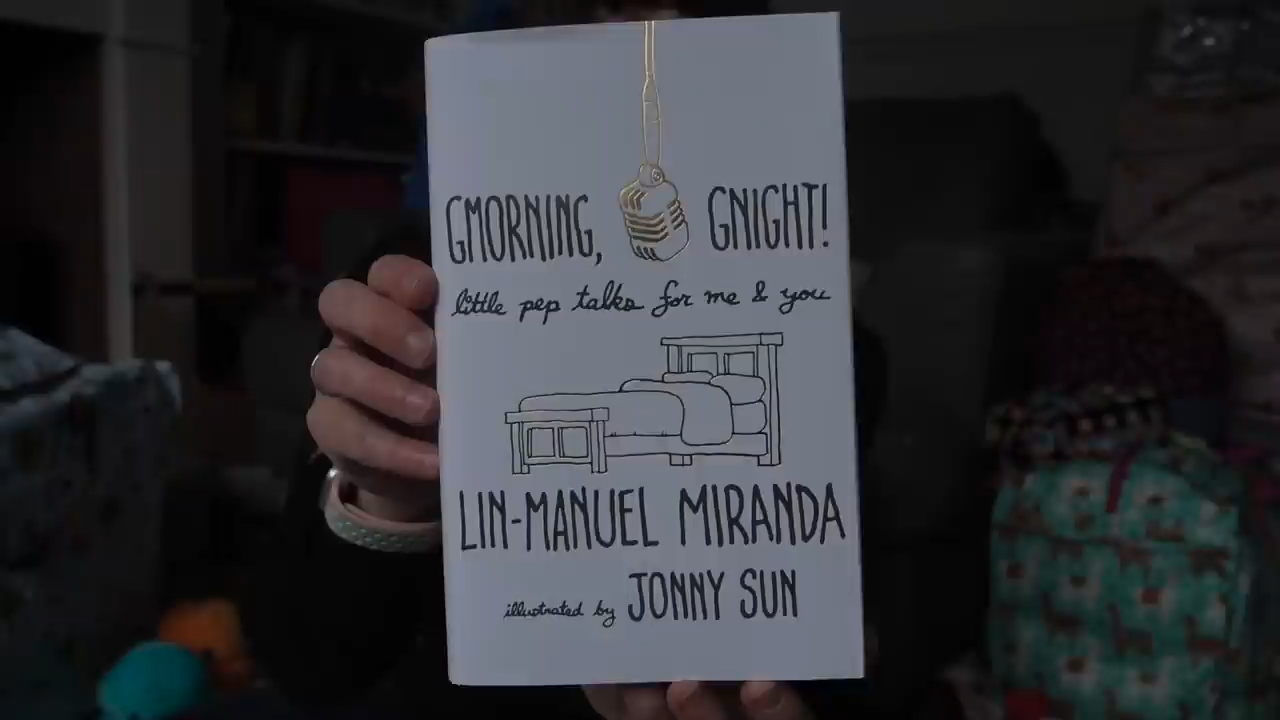 GMORNING, GNIGHT!
little pep talks for me & you
LIN-MANUEL MIRANDA
illustrated by JONNY SUN